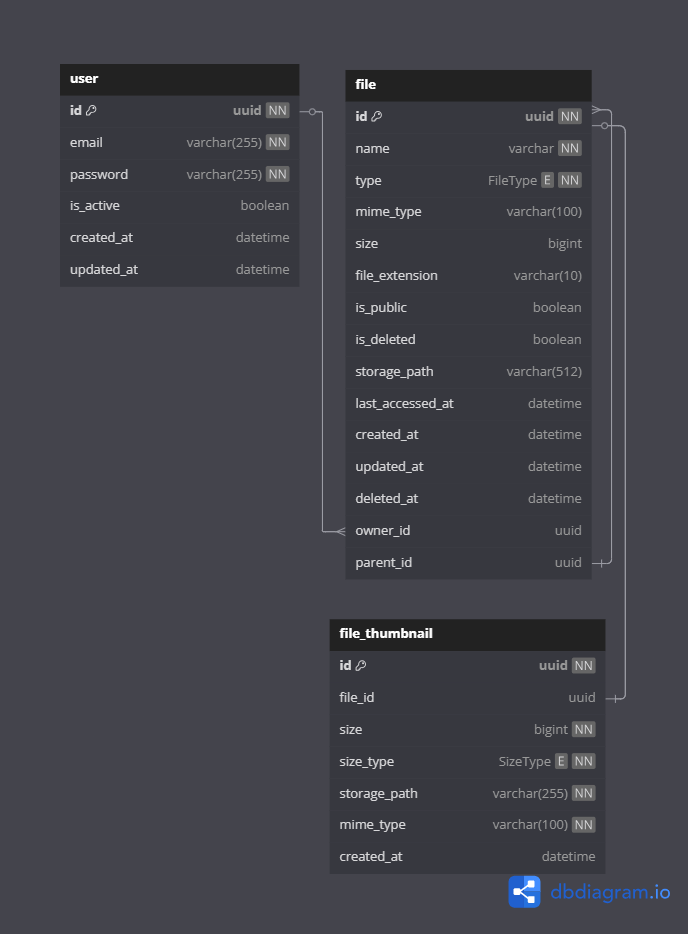 user
id uuid NN
email varchar(255) NN
password varchar(255) NN
is_active boolean
created_at datetime
updated_at datetime
file
id uuid NN
name varchar NN
type FileType E NN
mime_type varchar(100)
size bigint
file_extension varchar(10)
is_public boolean
is_deleted boolean
storage_path varchar(512)
last_accessed_at datetime
created_at datetime
updated_at datetime
deleted_at datetime
owner_id uuid
parent_id uuid
file_thumbnail
id uuid NN
file_id uuid
size bigint NN
size_type SizeType E NN
storage_path varchar(255) NN
mime_type varchar(100) NN
created_at datetime
dbdiagram.io